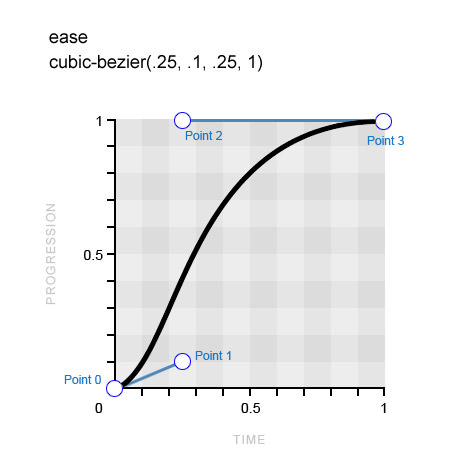 ease
cubic-bezier(.25, .1, .25, 1)
1
Point 2
Point 3
PROGRESSION
0.5
Point 1
Point 0
0
0.5
1
TIME